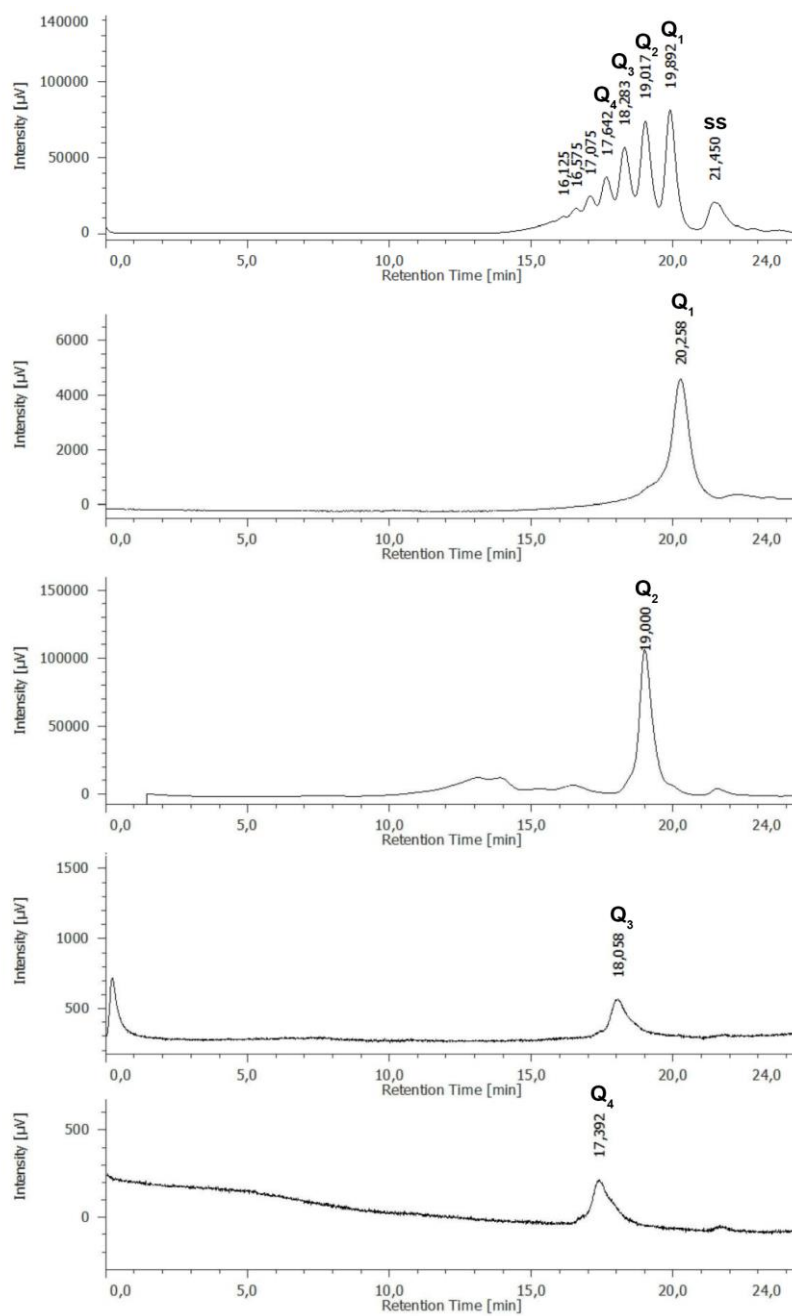 Intensity [µV]
140000
100000
50000
0
16,125
16,575
17,075
Q4
17,642
Q3
18,283
Q2
19,017
Q1
19,892
ss
21,450
0,0 5,0 10,0 15,0 20,0 24,0
Retention Time [min]
Intensity [µV]
6000
4000
2000
0
Q1
20,258
0,0 5,0 10,0 15,0 20,0 24,0
Retention Time [min]
Intensity [µV]
150000
100000
50000
0
Q2
19,000
0,0 5,0 10,0 15,0 20,0 24,0
Retention Time [min]
Intensity [µV]
1500
1000
500
Q3
18,058
0,0 5,0 10,0 15,0 20,0 24,0
Retention Time [min]
Intensity [µV]
500
0
Q4
17,392
0,0 5,0 10,0 15,0 20,0 24,0
Retention Time [min]